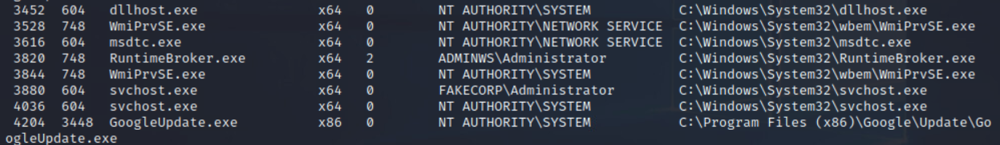 3452 604 dllhost.exe x64 0 NT AUTHORITY\SYSTEM C:\Windows\System32\dllhost.exe
3528 748 WmiPrvSE.exe x64 0 NT AUTHORITY\NETWORK SERVICE C:\Windows\System32\wbem\WmiPrvSE.exe
3616 604 msdtc.exe x64 0 NT AUTHORITY\NETWORK SERVICE C:\Windows\System32\msdtc.exe
3820 748 RuntimeBroker.exe x64 2 ADMINWS\Administrator C:\Windows\System32\RuntimeBroker.exe
3844 748 WmiPrvSE.exe x64 0 NT AUTHORITY\SYSTEM C:\Windows\System32\wbem\WmiPrvSE.exe
3880 604 svchost.exe x64 0 FAKECORP\Administrator C:\Windows\System32\svchost.exe
4036 604 svchost.exe x64 0 NT AUTHORITY\SYSTEM C:\Windows\System32\svchost.exe
4204 3448 GoogleUpdate.exe x86 0 NT AUTHORITY\SYSTEM C:\Program Files (x86)\Google\Update\Go
ogleUpdate.exe